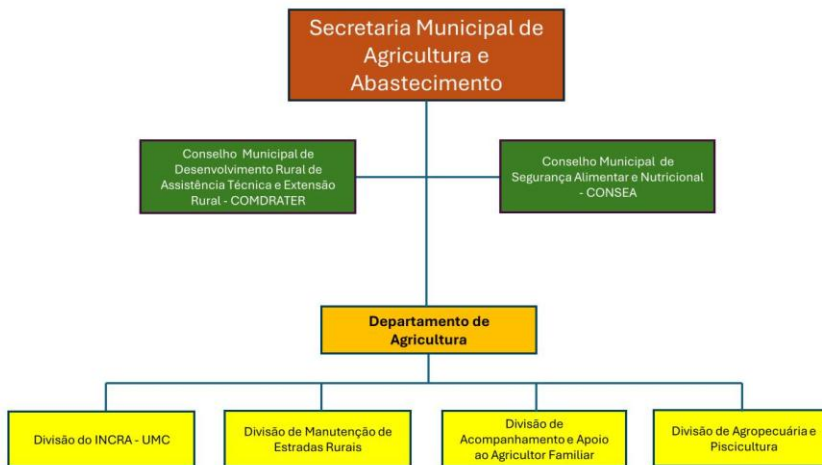 Secretaria Municipal de
Agricultura e
Abastecimento
Conselho Municipal de
Desenvolvimento Rural de
Assistência Técnica e Extensão
Rural - COMDRATER
Conselho Municipal de
Segurança Alimentar e Nutricional
- CONSEA
Departamento de
Agricultura
Divisão do INCRA - UMC
Divisão de Manutenção de
Estradas Rurais
Divisão de
Acompanhamento e Apoio
ao Agricultor Familiar
Divisão de Agropecuária e
Piscicultura